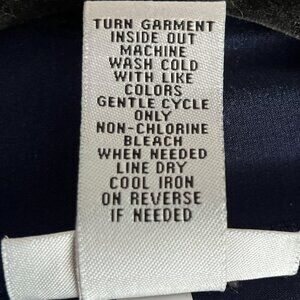 TURN GARMENT
INSIDE OUT
MACHINE
WASH COLD
WITH LIKE
COLORS
GENTLE CYCLE
ONLY
NON-CHLORINE
BLEACH
WHEN NEEDED
LINE DRY
COOL IRON
ON REVERSE
IF NEEDED